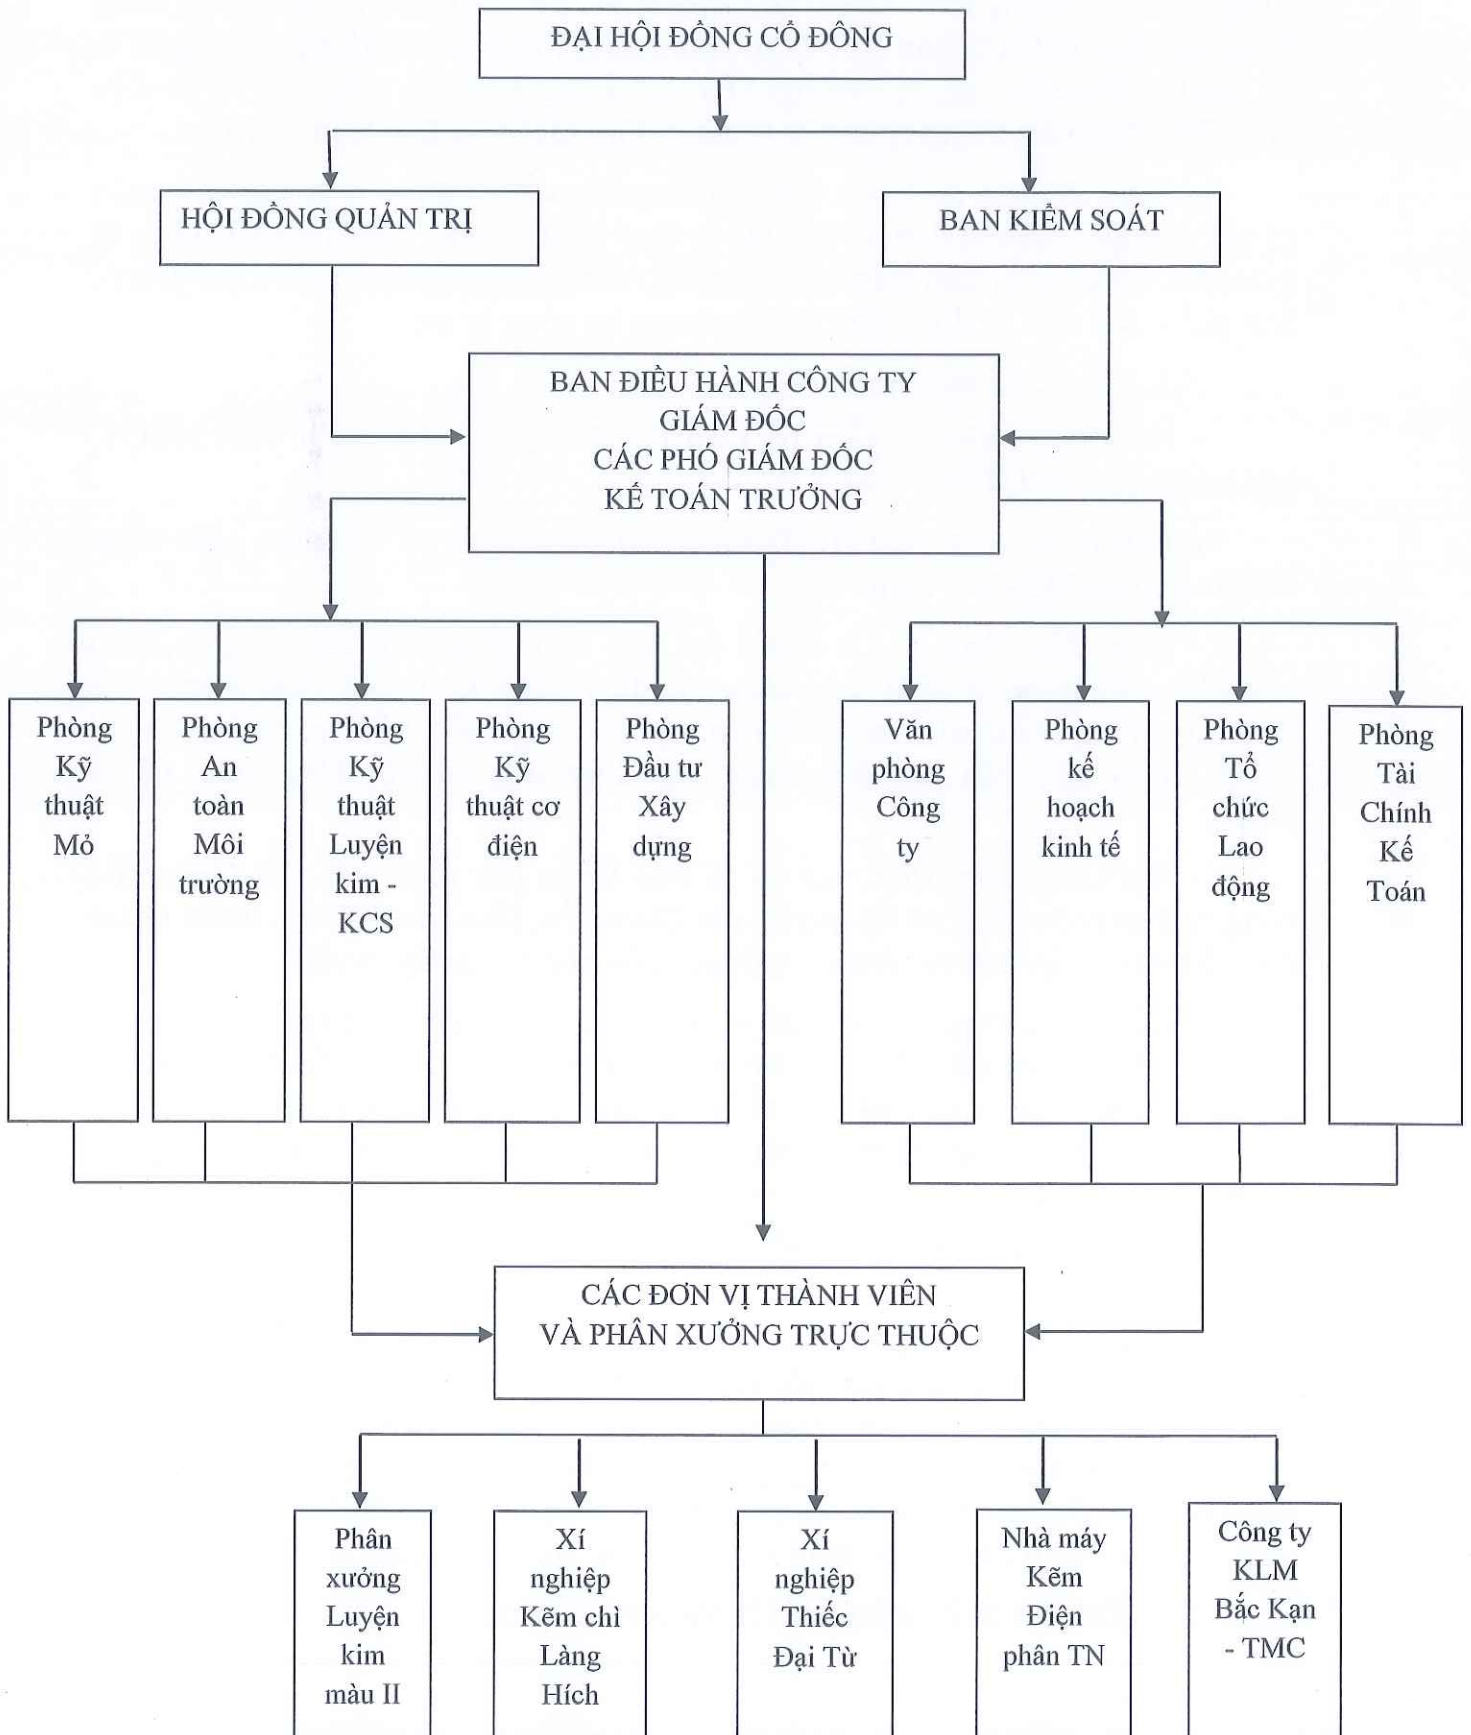 ĐẠI HỘI ĐỒNG CỔ ĐÔNG
HỘI ĐỒNG QUẢN TRỊ
BAN KIỂM SOÁT
BAN ĐIỀU HÀNH CÔNG TY
GIÁM ĐỐC
CÁC PHÓ GIÁM ĐỐC
KẾ TOÁN TRƯỞNG
Phòng
Kỹ
thuật
Mỏ
Phòng
An
toàn
Môi
trường
Phòng
Kỹ
thuật
Luyện
kim -
KCS
Phòng
Kỹ
thuật cơ
điện
Phòng
Đầu tư
Xây
dựng
Văn
phòng
Công
ty
Phòng
kế
hoạch
kinh tế
Phòng
Tổ
chức
Lao
động
Phòng
Tài
Chính
Kế
Toán
CÁC ĐƠN VỊ THÀNH VIÊN
VÀ PHÂN XƯỞNG TRỰC THUỘC
Phân
xưởng
Luyện
kim
màu II
Xí
nghiệp
Kẽm chì
Làng
Hích
Xí
nghiệp
Thiếc
Đại Từ
Nhà máy
Kẽm
Điện
phân TN
Công ty
KLM
Bắc Kạn
- TMC